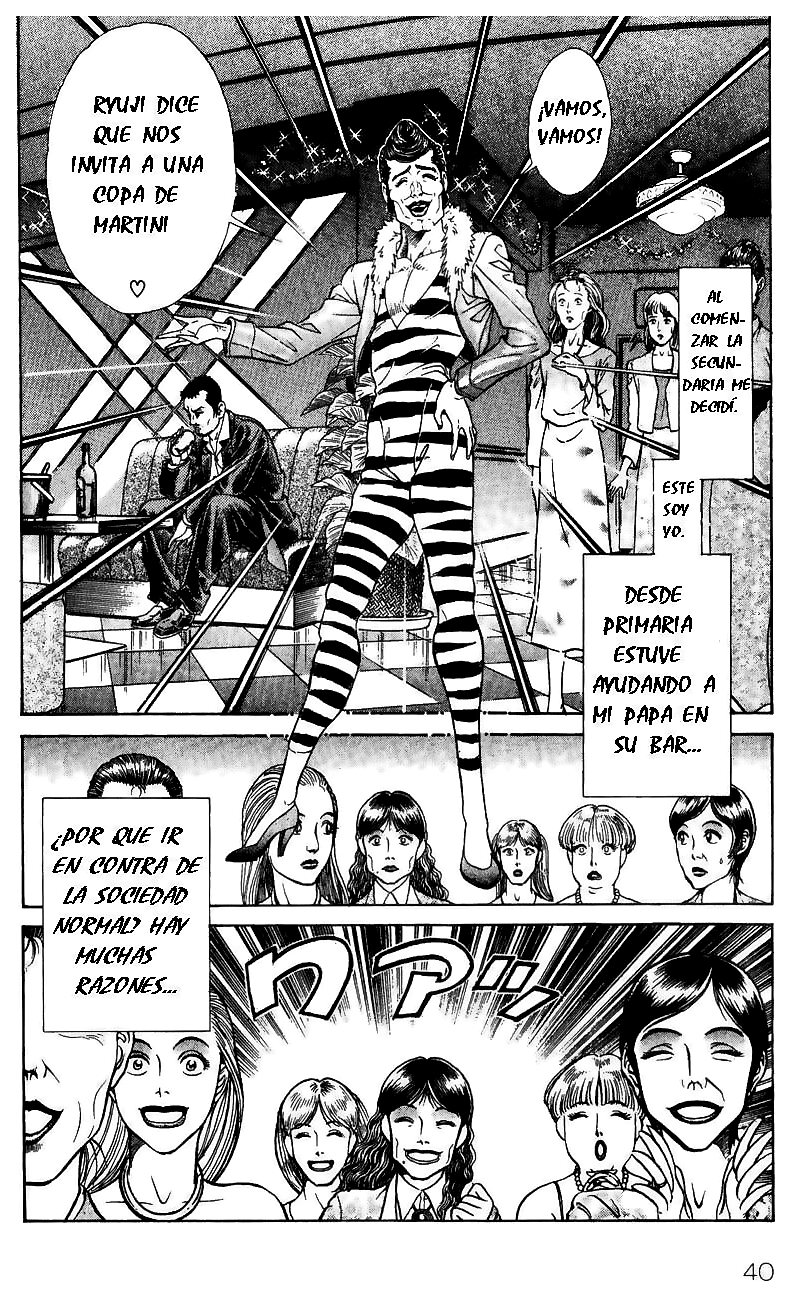 ¡VAMOS,
VAMOS!
RYUJI DICE
QUE NOS
INVITA A UNA
COPA DE
MARTINI
♡
AL
COMEN-
ZAR LA
SECUN-
DARIA ME
DECIDÍ.
ESTE
SOY
YO.
DESDE
PRIMARIA
ESTUVE
AYUDANDO A
MI PAPA EN
SU BAR...
¿POR QUE IR
EN CONTRA DE
LA SOCIEDAD
NORMAL? HAY
MUCHAS
RAZONES...
ワアッ
40